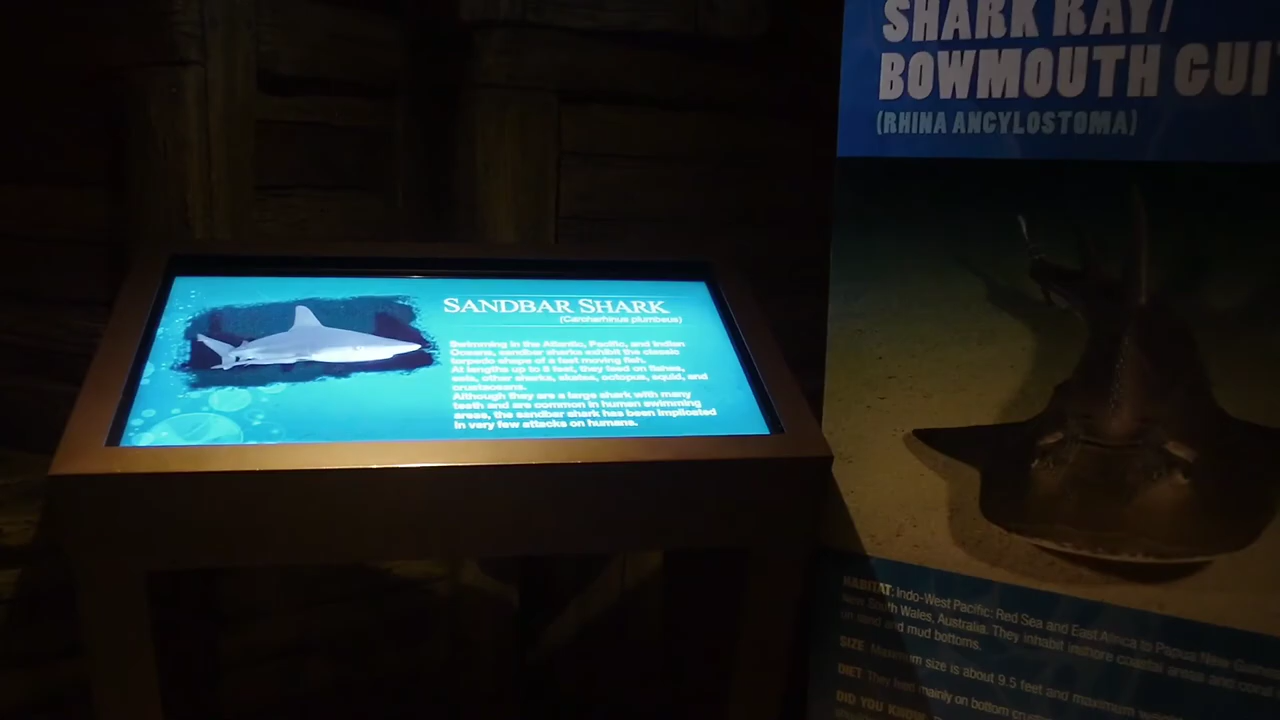 SANDBAR SHARK
(Carcharhinus plumbeus)
Swimming in the Atlantic, Pacific, and Indian
Oceans, sandbar sharks exhibit the classic
torpedo shape of a fast moving fish.
At lengths up to 8 feet, they feed on fishes,
eels, other sharks, skates, octopus, squid, and
crustaceans.
Although they are a large shark with many
teeth and are common in human swimming
areas, the sandbar shark has been implicated
in very few attacks on humans.
SHARK RAY/
BOWMOUTH GUI
(RHINA ANCYLOSTOMA)
HABITAT: Indo-West Pacific: Red Sea and East Africa to Papua New Guinea
New South Wales, Australia. They inhabit inshore coastal areas and coral
on sand and mud bottoms.
SIZE Maximum size is about 9.5 feet and maximum
DIET They live mainly on bottom
DID YOU KNOW